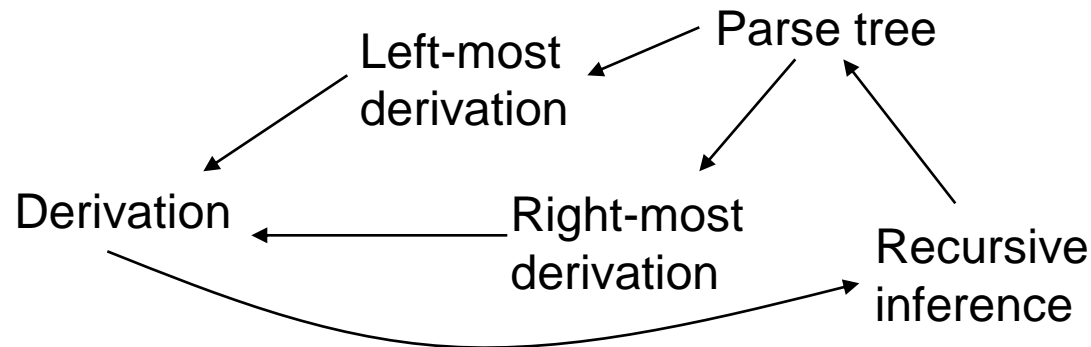 Parse tree
Left-most
derivation
Derivation
Right-most
derivation
Recursive
inference